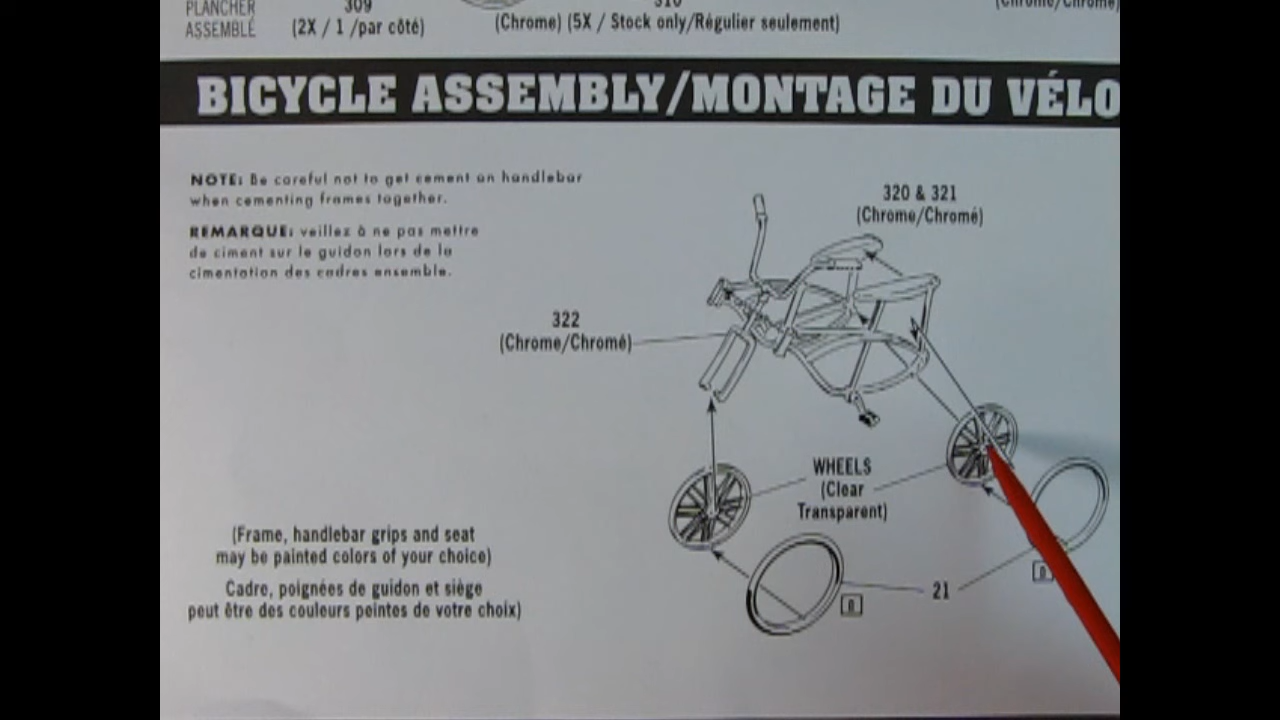 PLANCHER
ASSEMBLÉ
309
(2X / 1 /par côté)
310
(Chrome) (5X / Stock only/Régulier seulement)
(Chrome/Chromé)
BICYCLE ASSEMBLY/MONTAGE DU VÉLO
NOTE: Be careful not to get cement on handlebar
when cementing frames together.
REMARQUE: veillez à ne pas mettre
de ciment sur le guidon lors de la
cimentation des cadres ensemble.
320 & 321
(Chrome/Chromé)
322
(Chrome/Chromé)
WHEELS
(Clear
Transparent)
(Frame, handlebar grips and seat
may be painted colors of your choice)
Cadre, poignées de guidon et siège
peut être des couleurs peintes de votre choix)
21